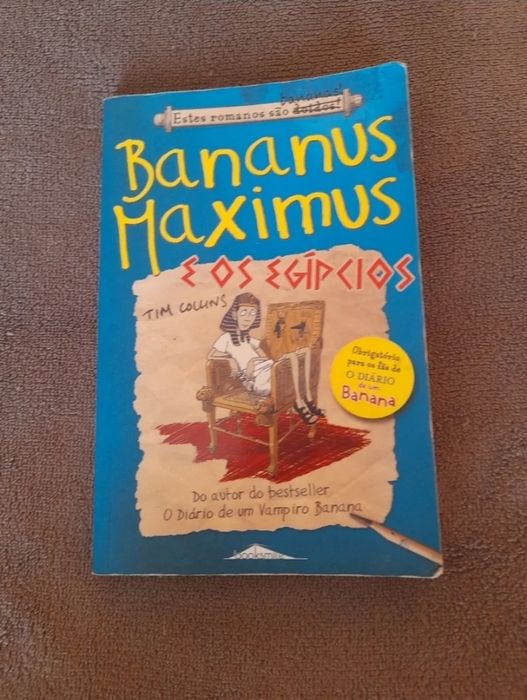 bananas!
Estes romanos são doidos!
Bananus
Maximus
E OS EGÍPCIOS
TIM COLLINS
Obrigatório
para os fãs de
O DIÁRIO
de um
Banana
Do autor do bestseller
O Diário de um Vampiro Banana
booksmile